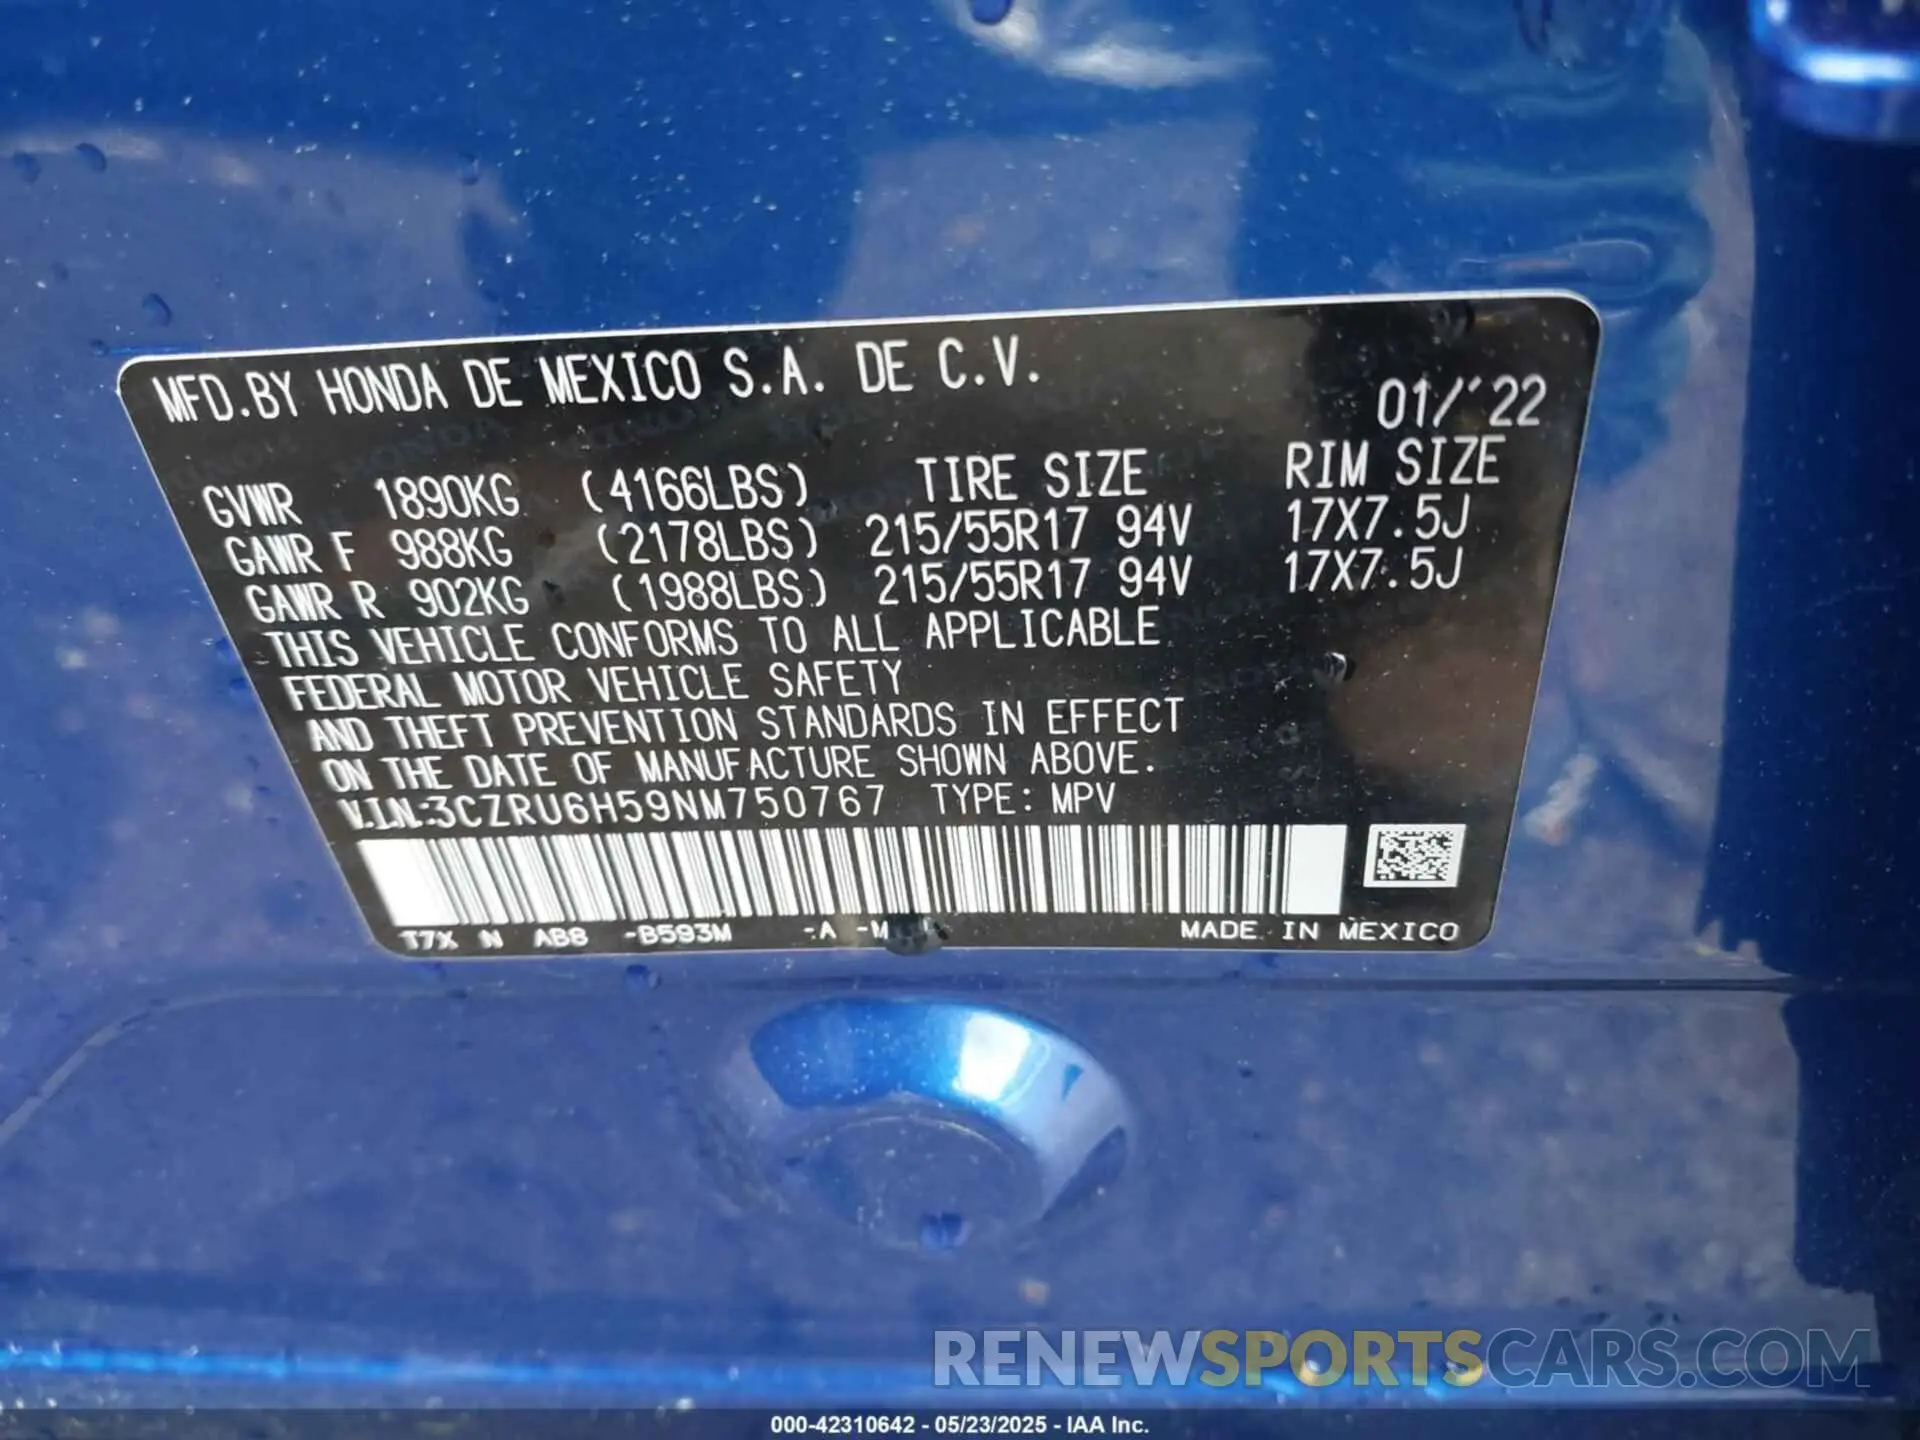 MFD.BY HONDA DE MEXICO S.A. DE C.V.
01/'22
GVWR 1890KG (4166LBS) TIRE SIZE RIM SIZE
GAWR F 988KG (2178LBS) 215/55R17 94V 17X7.5J
GAWR R 902KG (1988LBS) 215/55R17 94V 17X7.5J
THIS VEHICLE CONFORMS TO ALL APPLICABLE
FEDERAL MOTOR VEHICLE SAFETY
AND THEFT PREVENTION STANDARDS IN EFFECT
ON THE DATE OF MANUFACTURE SHOWN ABOVE.
V.I.N.:3CZRU6H59NM750767 TYPE: MPV
T7X N AB8 -B593M -A -M MADE IN MEXICO
RENEWSPORTSCARS.COM
000-42310642 - 05/23/2025 - IAA Inc.